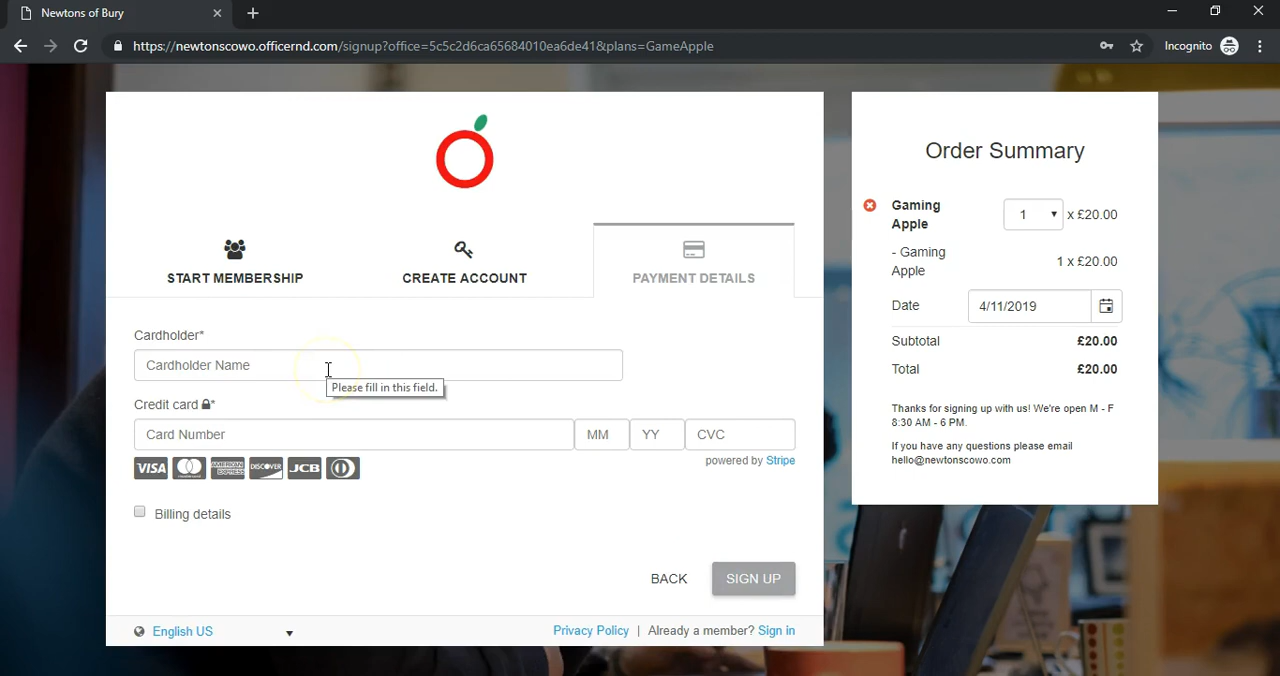 Newtons of Bury
https://newtonscowo.officernd.com/signup?office=5c5c2d6ca65684010ea6de41&plans=GameApple
Incognito
START MEMBERSHIP
CREATE ACCOUNT
PAYMENT DETAILS
Cardholder*
Cardholder Name
Please fill in this field.
Credit card *
Card Number
MM
YY
CVC
VISA
AMERICAN EXPRESS
DISCOVER
JCB
powered by Stripe
Billing details
BACK
SIGN UP
English US
Privacy Policy | Already a member? Sign in
Order Summary
Gaming
Apple
1
x £20.00
- Gaming
Apple
1 x £20.00
Date
4/11/2019
Subtotal
£20.00
Total
£20.00
Thanks for signing up with us! We're open M - F
8:30 AM - 6 PM.
If you have any questions please email
hello@newtonscowo.com